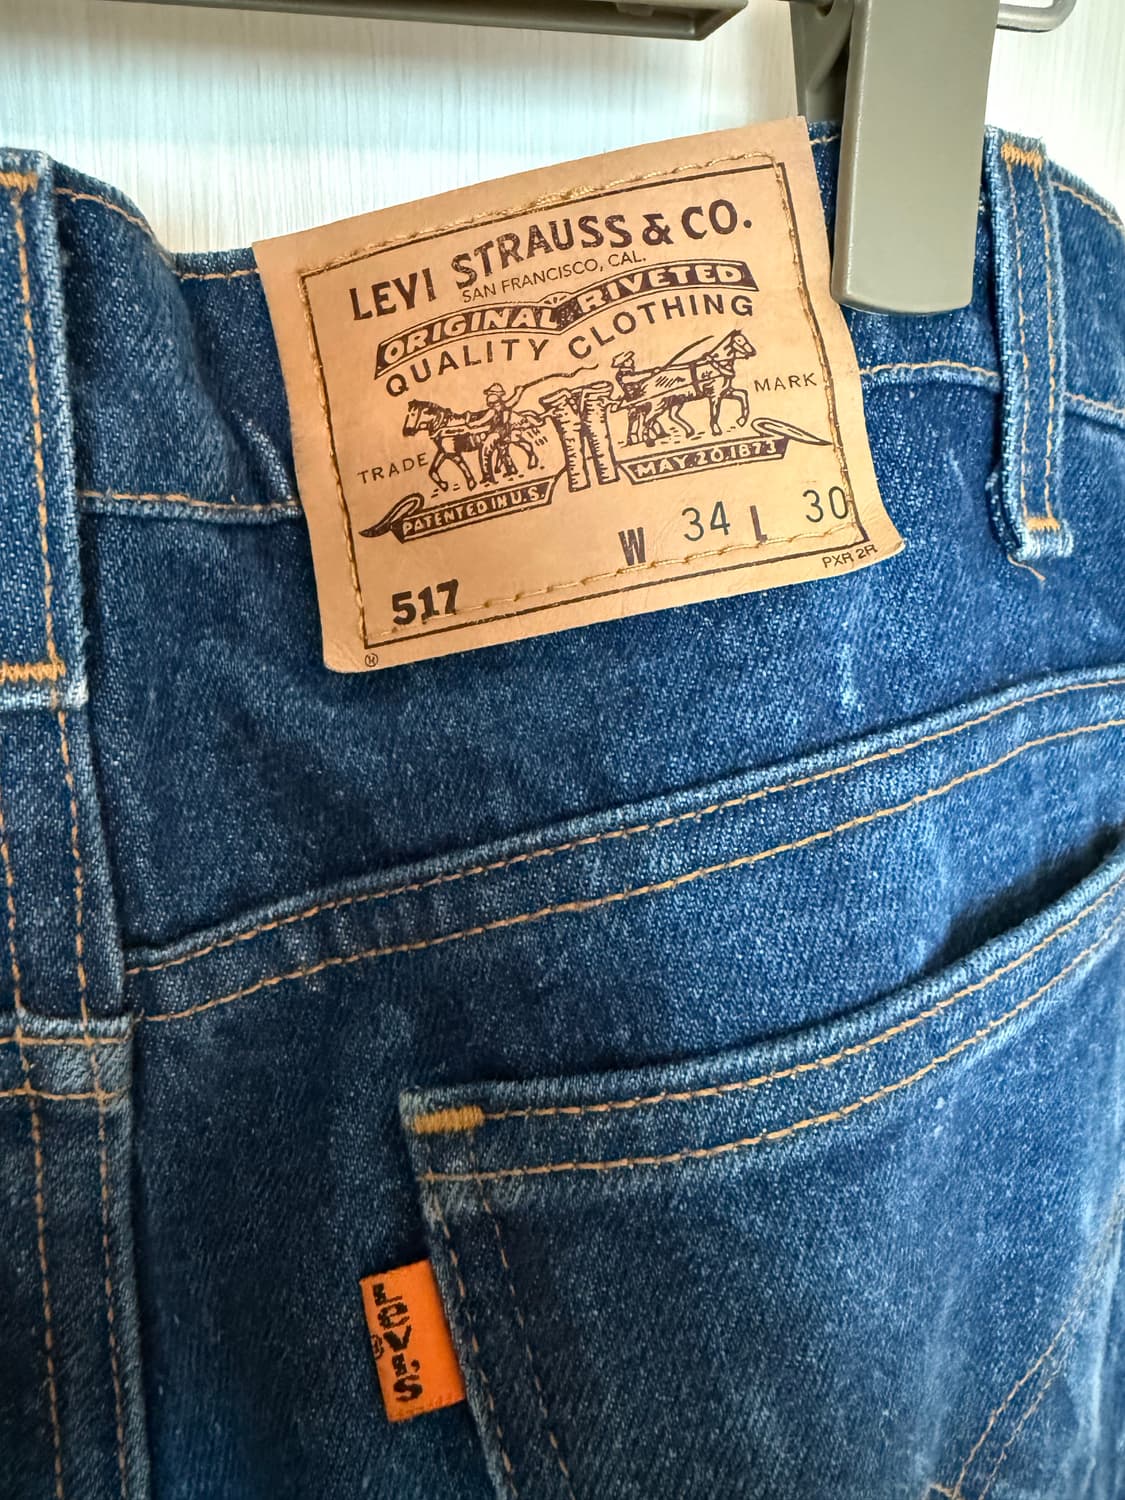 LEVI STRAUSS & CO.
SAN FRANCISCO, CAL.
ORIGINAL RIVETED
QUALITY CLOTHING
TRADE MARK
PATENTED IN U.S. MAY 20.1873
W 34 L 30
PXR 2R
517
®
LeVI'S
®